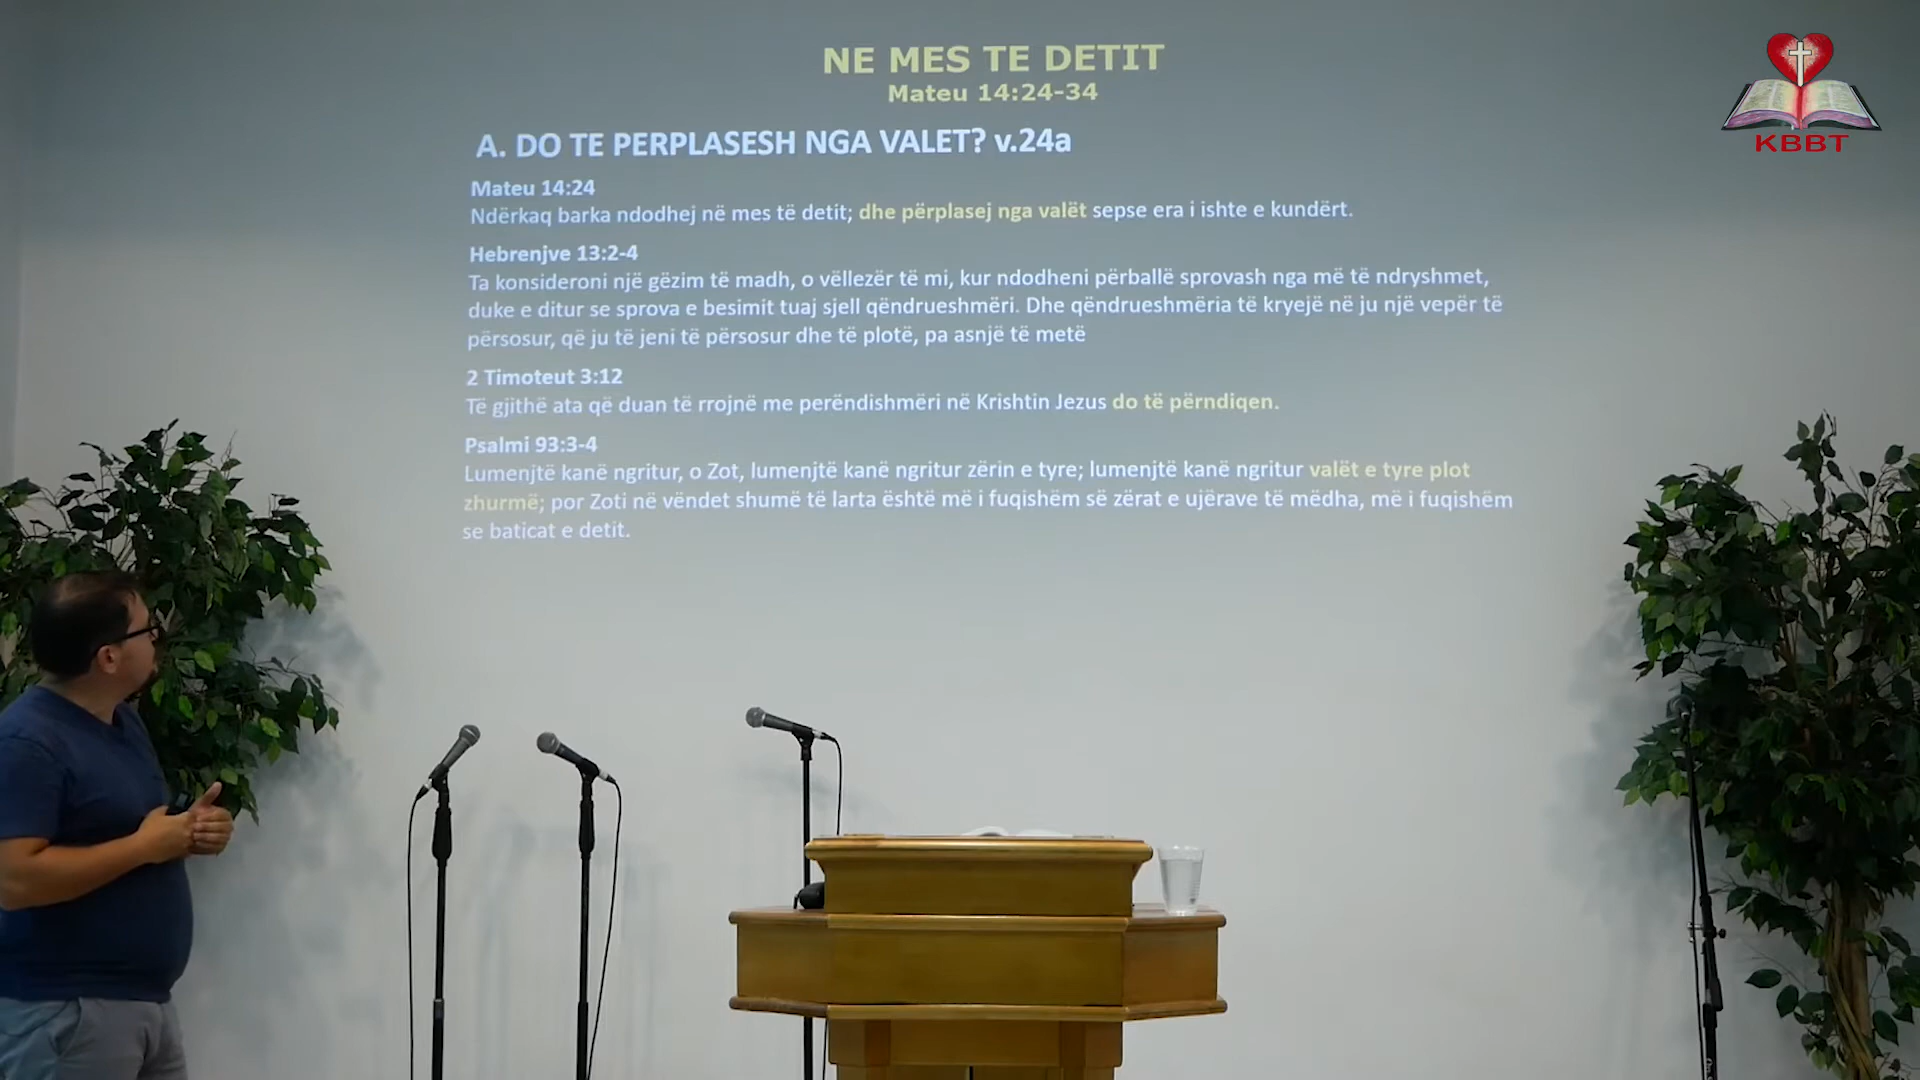 NE MES TE DETIT
Mateu 14:24-34
A. DO TE PERPLASESH NGA VALET? v.24a
Mateu 14:24
Ndërkaq barka ndodhej në mes të detit; dhe përplasej nga valët sepse era i ishte e kundërt.
Hebrenjve 13:2-4
Ta konsideroni një gëzim të madh, o vëllezër të mi, kur ndodheni përballë sprovash nga më të ndryshmet,
duke e ditur se sprova e besimit tuaj sjell qëndrueshmëri. Dhe qëndrueshmëria të kryejë në ju një vepër të
përsosur, që ju të jeni të përsosur dhe të plotë, pa asnjë të metë
2 Timoteut 3:12
Të gjithë ata që duan të rrojnë me perëndishmëri në Krishtin Jezus do të përndiqen.
Psalmi 93:3-4
Lumenjtë kanë ngritur, o Zot, lumenjtë kanë ngritur zërin e tyre; lumenjtë kanë ngritur valët e tyre plot
zhurmë; por Zoti në vëndet shumë të larta është më i fuqishëm së zërat e ujërave të mëdha, më i fuqishëm
se baticat e detit.
KBBT